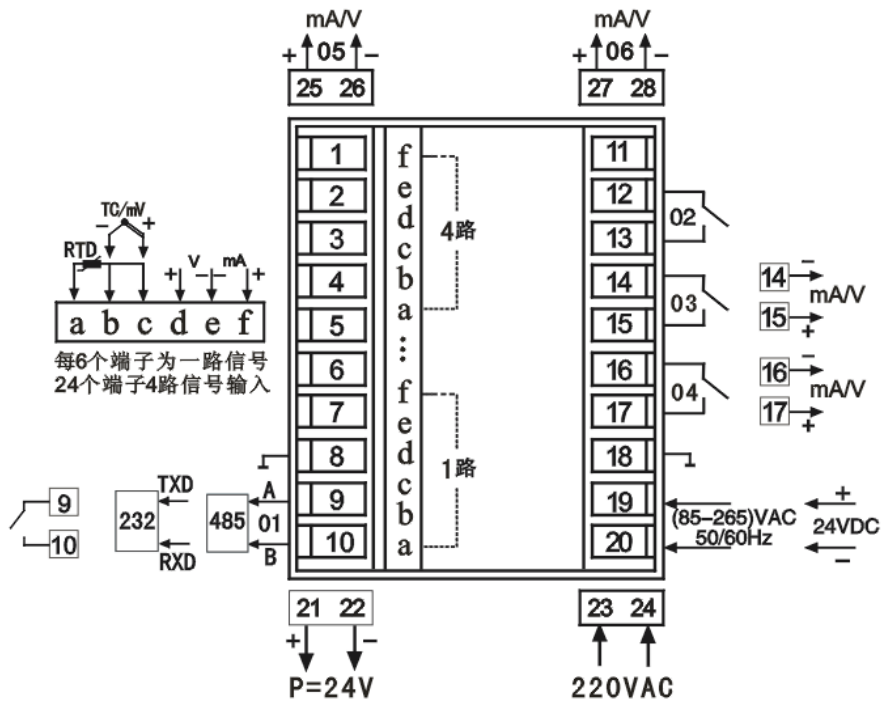 mA/V
+ 05 −
25 26
mA/V
+ 06 −
27 28
1
2
3
4
5
6
7
8
9
10
f
e
d
c
b
a
4路
f
e
d
c
b
a
1路
11
12
13
14
15
16
17
18
19
20
02
03
04
TC/mV
− +
RTD
+ V − − mA +
a b c d e f
每6个端子为一路信号
24个端子4路信号输入
14 −
mA/V
15 +
16 −
mA/V
17 +
9
10
TXD
232
RXD
485
A
01
B
(85-265)VAC
50/60Hz
+
24VDC
−
21 22
+ −
P=24V
23 24
220VAC